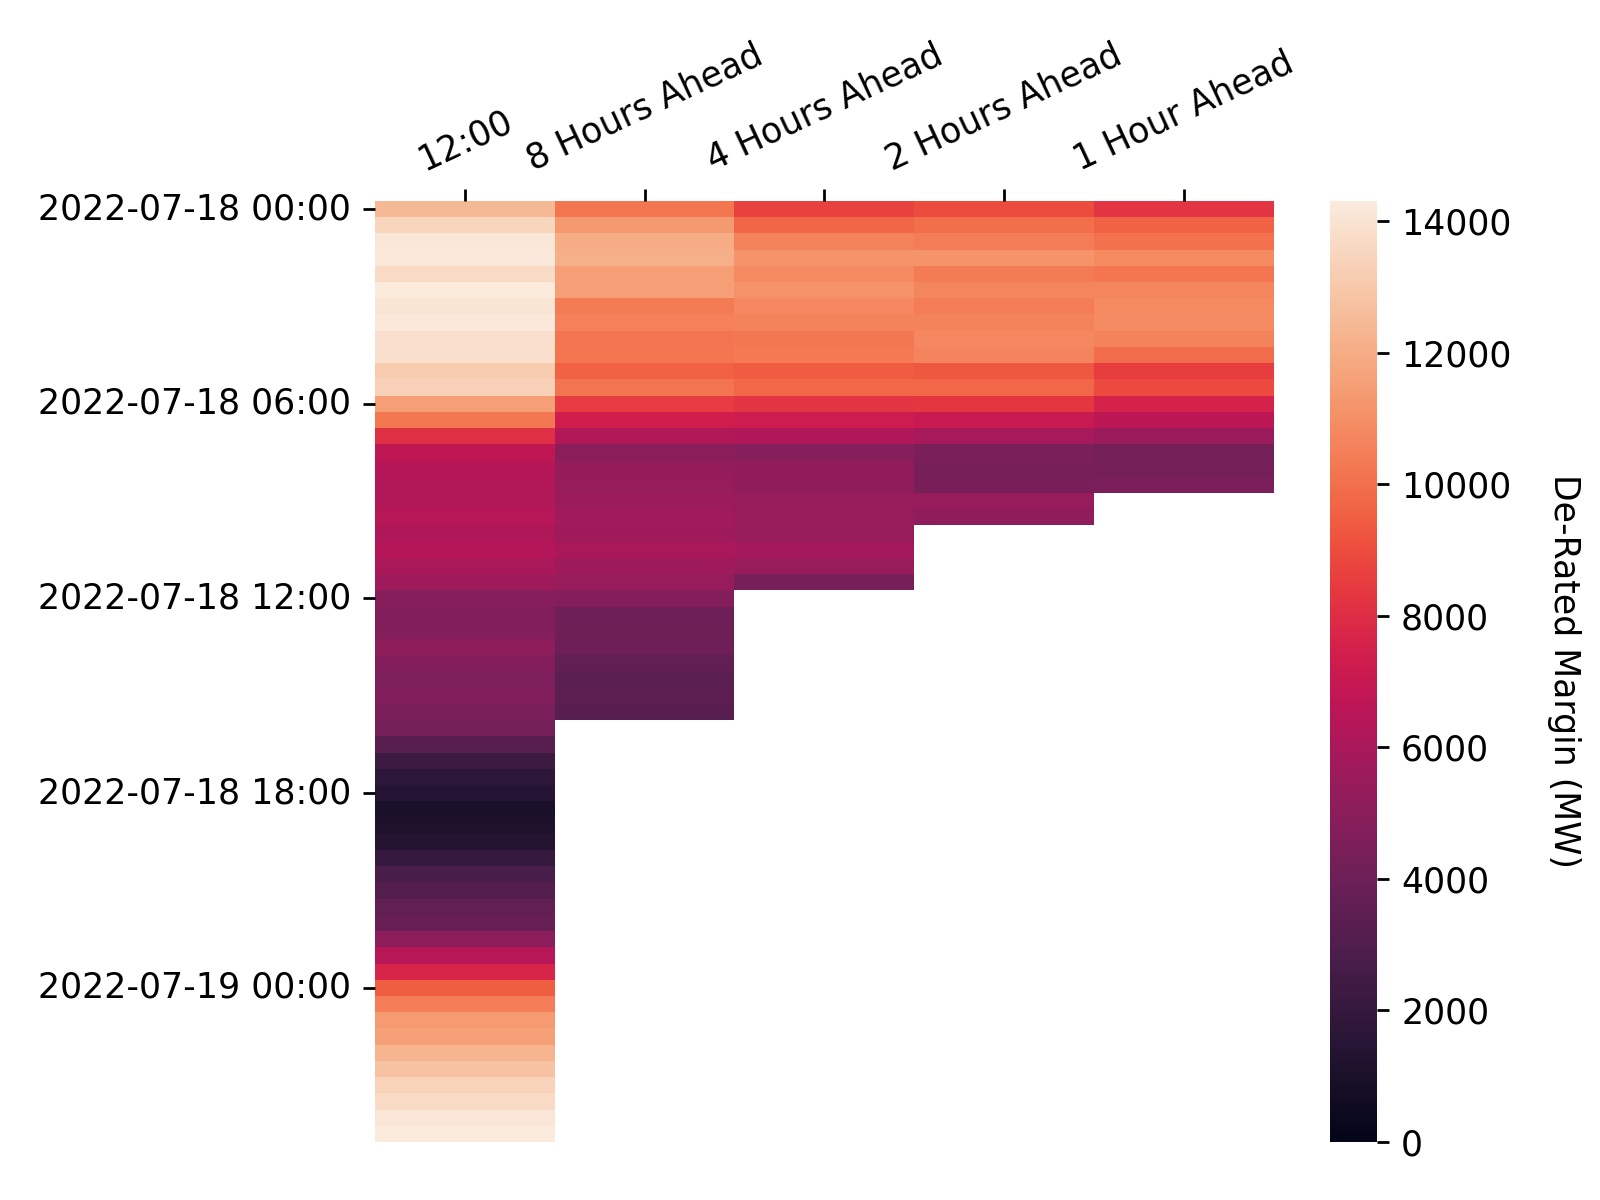 12:00
8 Hours Ahead
4 Hours Ahead
2 Hours Ahead
1 Hour Ahead
2022-07-18 00:00
2022-07-18 06:00
2022-07-18 12:00
2022-07-18 18:00
2022-07-19 00:00
14000
12000
10000
8000
6000
4000
2000
0
De-Rated Margin (MW)